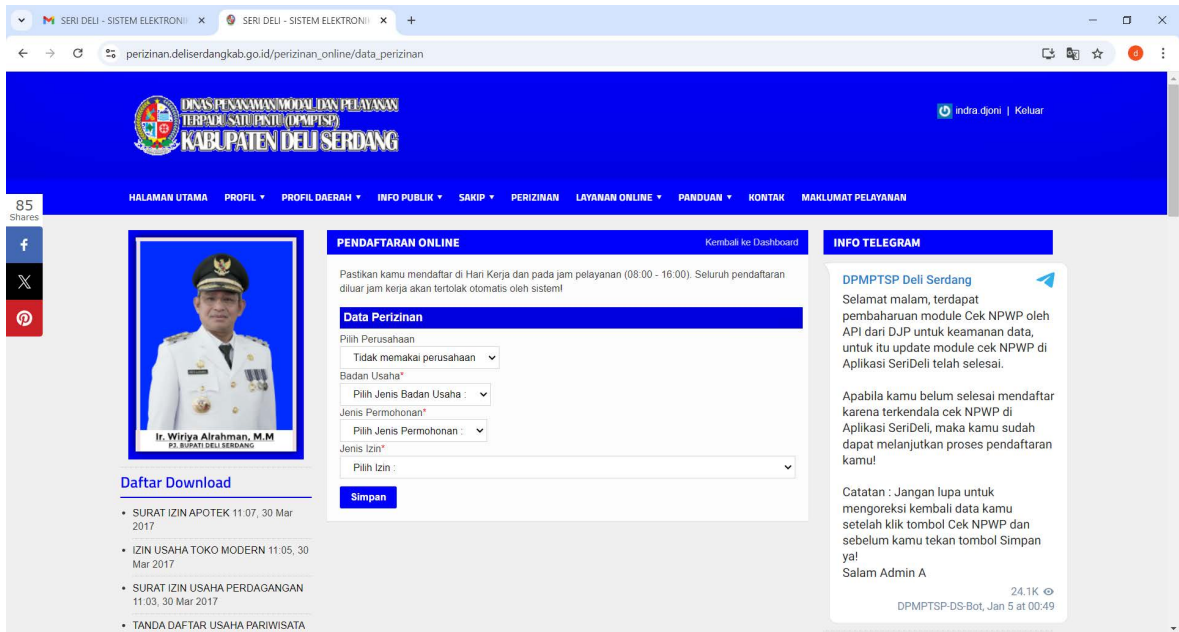 SERI DELI - SISTEM ELEKTRONI
SERI DELI - SISTEM ELEKTRONI
perizinan.deliserdangkab.go.id/perizinan_online/data_perizinan
d
DINAS PENANAMAN MODAL DAN PELAYANAN
TERPADU SATU PINTU (DPMPTSP)
KABUPATEN DELI SERDANG
indra djoni | Keluar
HALAMAN UTAMA PROFIL PROFIL DAERAH INFO PUBLIK SAKIP PERIZINAN LAYANAN ONLINE PANDUAN KONTAK MAKLUMAT PELAYANAN
85
Shares
Ir. Wiriya Alrahman, M.M
PJ. BUPATI DELI SERDANG
Daftar Download
• SURAT IZIN APOTEK 11:07, 30 Mar
2017
• IZIN USAHA TOKO MODERN 11:05, 30
Mar 2017
• SURAT IZIN USAHA PERDAGANGAN
11:03, 30 Mar 2017
• TANDA DAFTAR USAHA PARIWISATA
PENDAFTARAN ONLINE Kembali ke Dashboard
Pastikan kamu mendaftar di Hari Kerja dan pada jam pelayanan (08:00 - 16:00). Seluruh pendaftaran
diluar jam kerja akan tertolak otomatis oleh sistem!
Data Perizinan
Pilih Perusahaan
Tidak memakai perusahaan
Badan Usaha*
Pilih Jenis Badan Usaha :
Jenis Permohonan*
Pilih Jenis Permohonan :
Jenis Izin*
Pilih Izin :
Simpan
INFO TELEGRAM
DPMPTSP Deli Serdang
Selamat malam, terdapat
pembaharuan module Cek NPWP oleh
API dari DJP untuk keamanan data,
untuk itu update module cek NPWP di
Aplikasi SeriDeli telah selesai.
Apabila kamu belum selesai mendaftar
karena terkendala cek NPWP di
Aplikasi SeriDeli, maka kamu sudah
dapat melanjutkan proses pendaftaran
kamu!
Catatan : Jangan lupa untuk
mengoreksi kembali data kamu
setelah klik tombol Cek NPWP dan
sebelum kamu tekan tombol Simpan
ya!
Salam Admin A
24.1K
DPMPTSP-DS-Bot, Jan 5 at 00:49